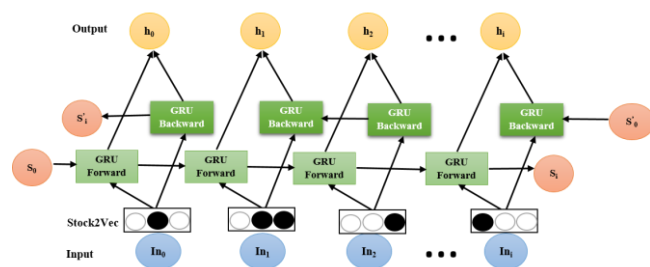 Output h₀ h₁ h₂ ... hᵢ
S'ᵢ GRU Backward GRU Backward GRU Backward GRU Backward S'₀
S₀ GRU Forward GRU Forward GRU Forward GRU Forward Sᵢ
Stock2Vec
Input In₀ In₁ In₂ ... Inᵢ